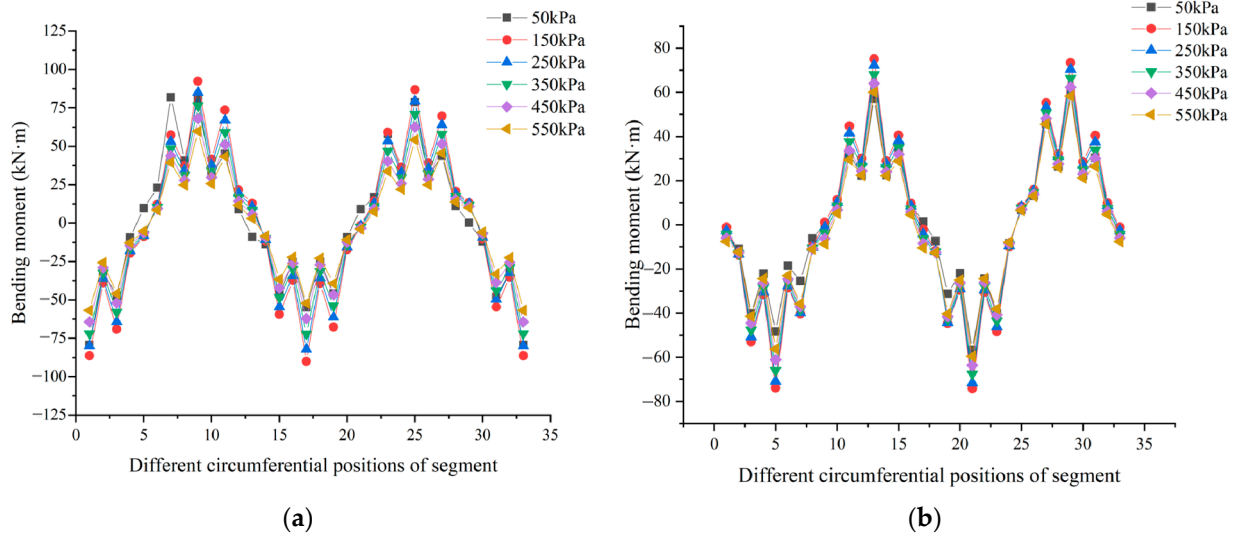 50kPa
150kPa
250kPa
350kPa
450kPa
550kPa
125
100
75
50
25
0
−25
−50
−75
−100
−125
Bending moment (kN·m)
0 5 10 15 20 25 30 35
Different circumferential positions of segment
(a)
50kPa
150kPa
250kPa
350kPa
450kPa
550kPa
80
60
40
20
0
−20
−40
−60
−80
Bending moment (kN·m)
0 5 10 15 20 25 30 35
Different circumferential positions of segment
(b)